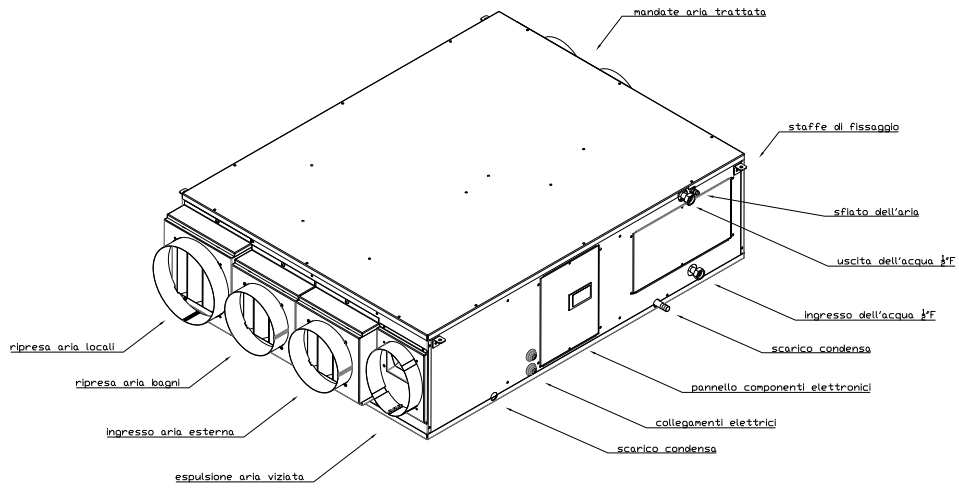 mandate aria trattata
staffe di fissaggio
sfiato dell'aria
uscita dell'acqua ½"F
ingresso dell'acqua ½"F
scarico condensa
pannello componenti elettronici
collegamenti elettrici
scarico condensa
ripresa aria locali
ripresa aria bagni
ingresso aria esterna
espulsione aria viziata